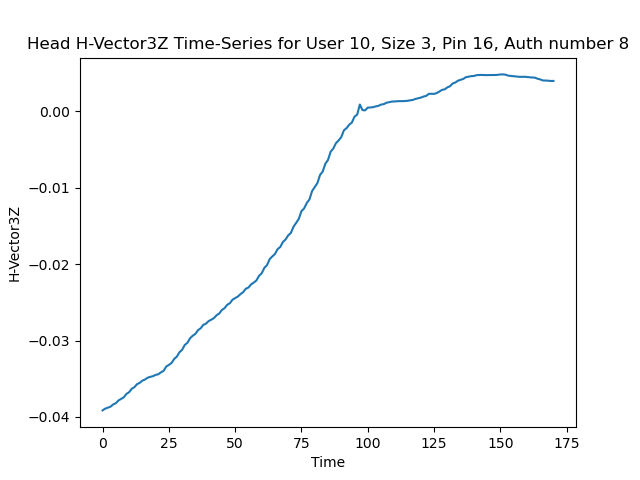 Head H-Vector3Z Time-Series for User 10, Size 3, Pin 16, Auth number 8
H-Vector3Z
0.00
−0.01
−0.02
−0.03
−0.04
0 25 50 75 100 125 150 175
Time